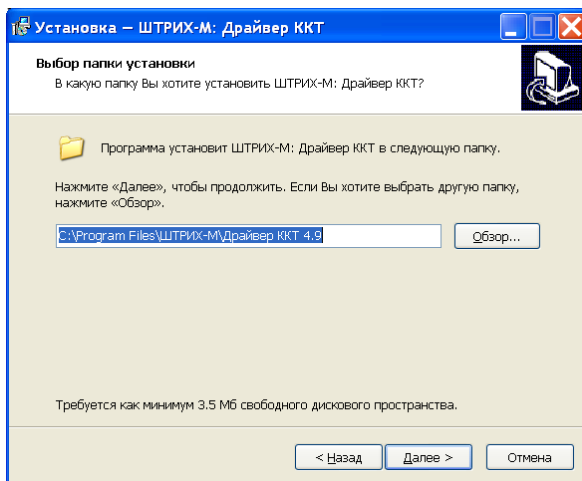 Установка — ШТРИХ-М: Драйвер ККТ
Выбор папки установки
В какую папку Вы хотите установить ШТРИХ-М: Драйвер ККТ?
Программа установит ШТРИХ-М: Драйвер ККТ в следующую папку.
Нажмите «Далее», чтобы продолжить. Если Вы хотите выбрать другую папку,
нажмите «Обзор».
C:\Program Files\ШТРИХ-М\Драйвер ККТ 4.9
Обзор...
Требуется как минимум 3.5 Мб свободного дискового пространства.
< Назад
Далее >
Отмена